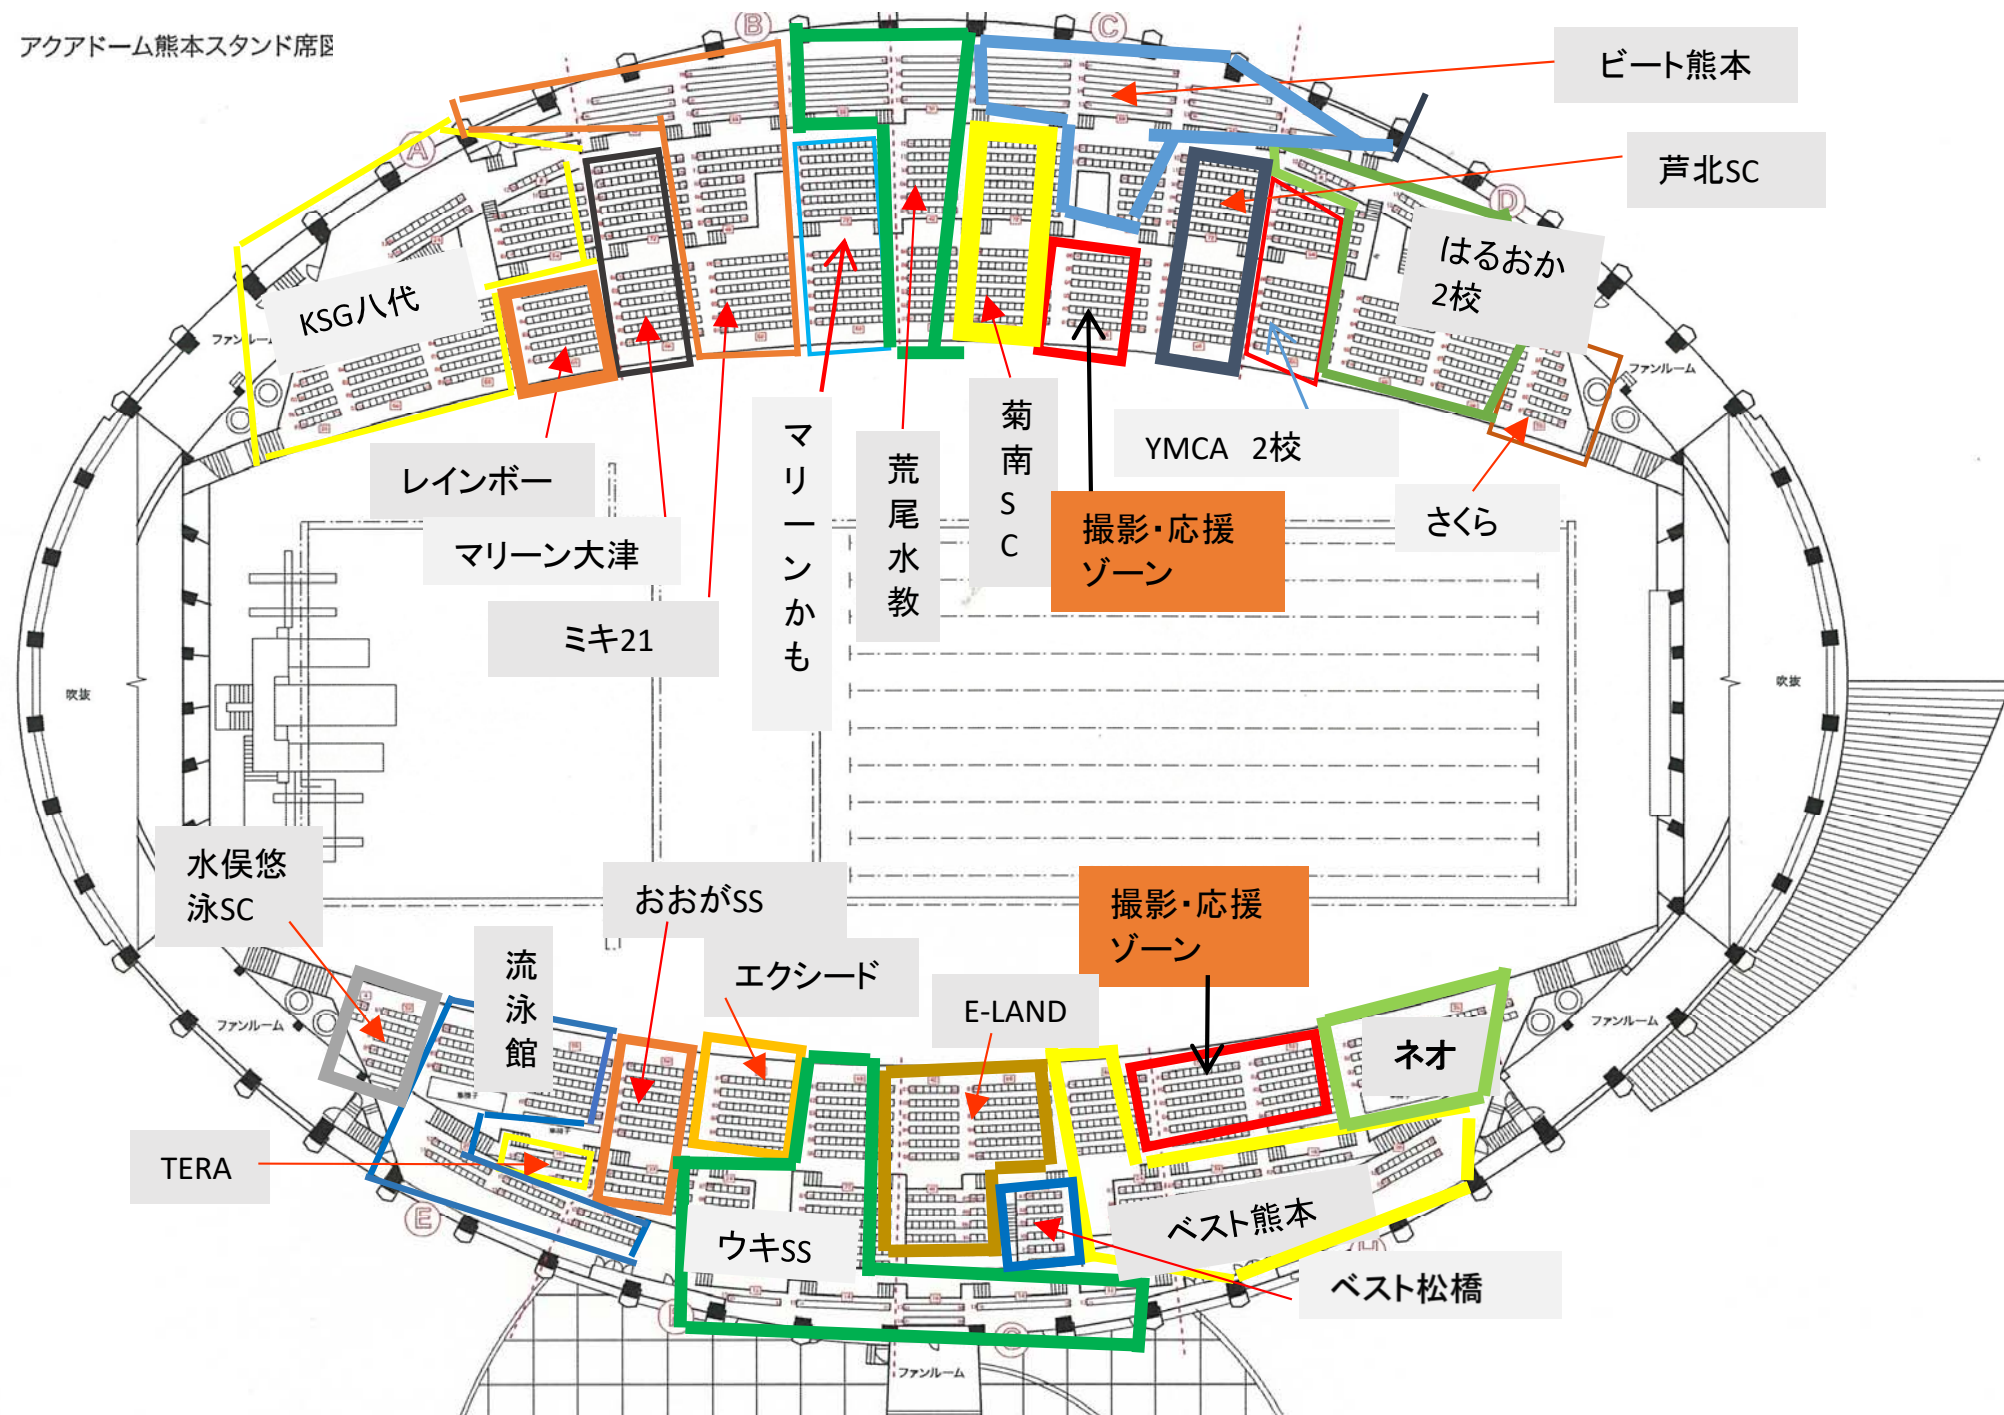 アクアドーム熊本スタンド席図
B
C
A
D
ビート熊本
芦北SC
はるおか
2校
KSG八代
ファンルーム
ファンルーム
レインボー
マリーン大津
ミキ21
マリーンかも
荒尾水教
菊南SC
YMCA 2校
撮影・応援
ゾーン
さくら
吹抜
吹抜
水俣悠
泳SC
おおがSS
流泳館
エクシード
E-LAND
撮影・応援
ゾーン
ネオ
ファンルーム
ファンルーム
TERA
E
ウキSS
ベスト熊本
H
ベスト松橋
F
G
ファンルーム